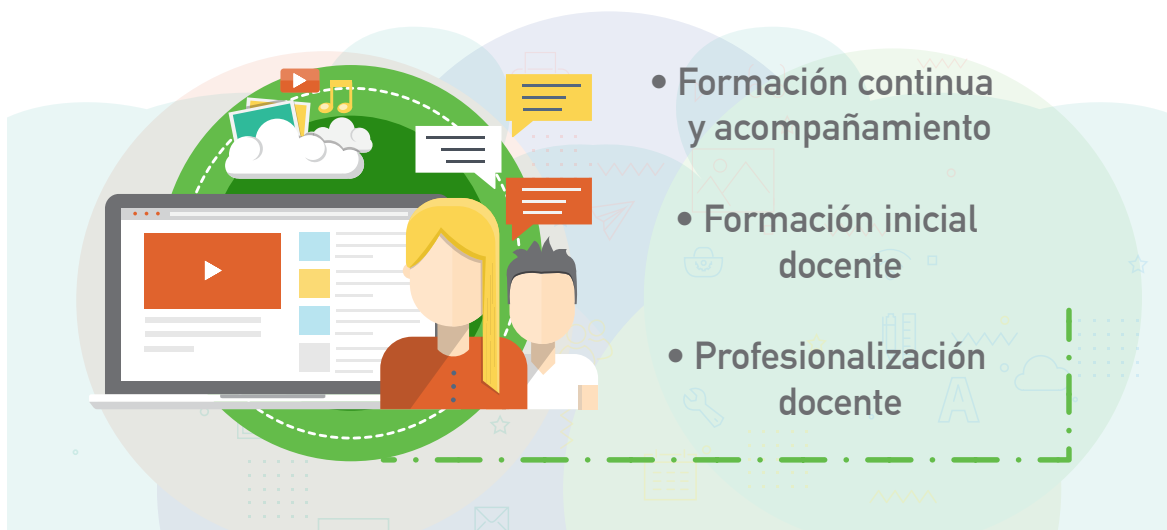 • Formación continua
y acompañamiento
• Formación inicial
docente
• Profesionalización
docente